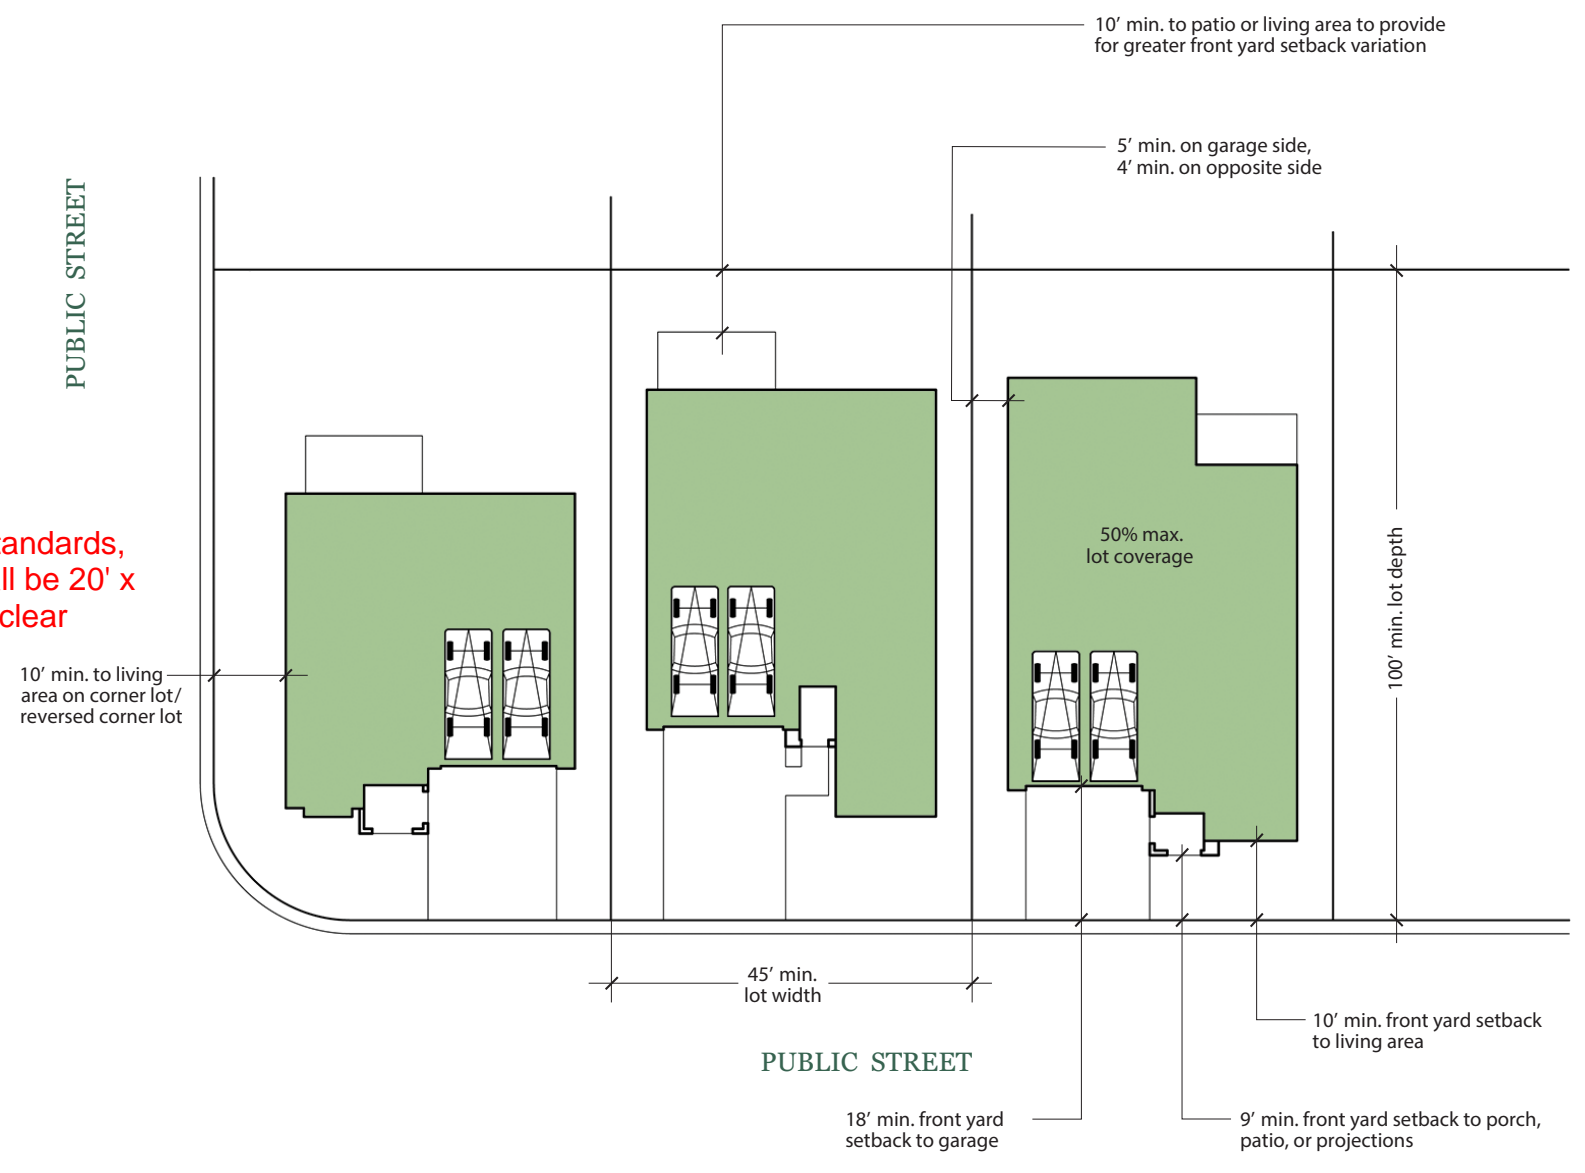 10’ min. to patio or living area to provide
for greater front yard setback variation
5’ min. on garage side,
4’ min. on opposite side
PUBLIC STREET
tandards,
ll be 20' x
clear
50% max.
lot coverage
100’ min. lot depth
10’ min. to living
area on corner lot/
reversed corner lot
45’ min.
lot width
10’ min. front yard setback
to living area
PUBLIC STREET
18’ min. front yard
setback to garage
9’ min. front yard setback to porch,
patio, or projections